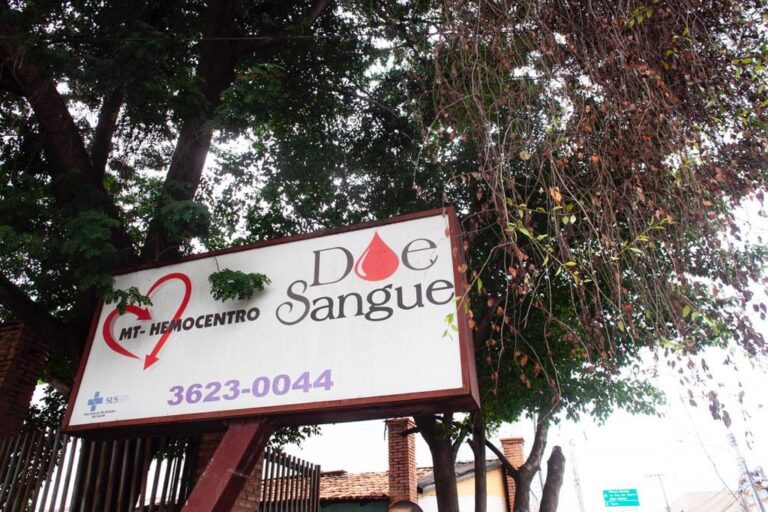 MT- HEMOCENTRO
Doe
Sangue
3623-0044
SUS